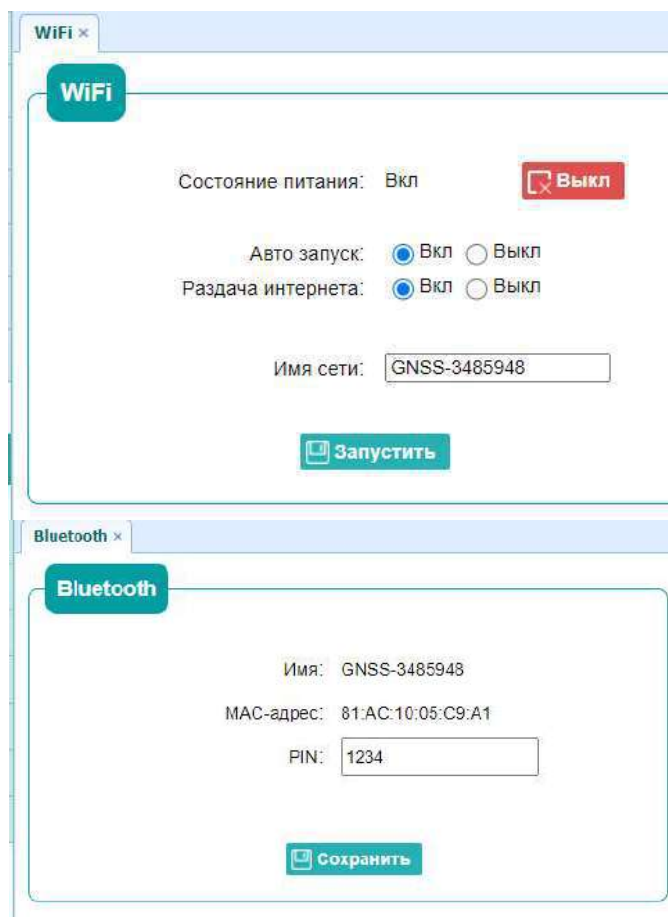 WiFi ×
WiFi
Состояние питания: Вкл Выкл
Авто запуск: Вкл Выкл
Раздача интернета: Вкл Выкл
Имя сети: GNSS-3485948
Запустить
Bluetooth ×
Bluetooth
Имя: GNSS-3485948
MAC-адрес: 81:AC:10:05:C9:A1
PIN: 1234
Сохранить